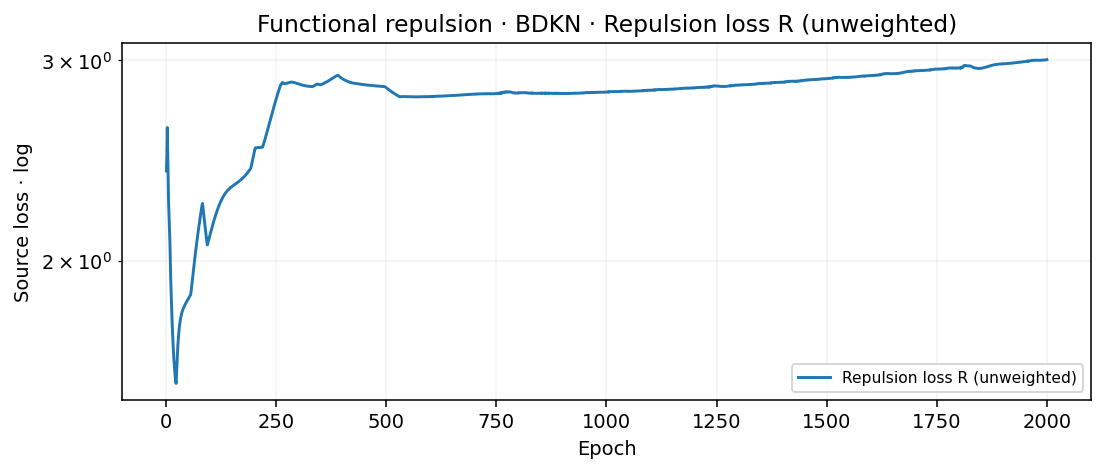 Functional repulsion · BDKN · Repulsion loss R (unweighted)
Source loss · log
3 × 10⁰
2 × 10⁰
Repulsion loss R (unweighted)
0 250 500 750 1000 1250 1500 1750 2000
Epoch